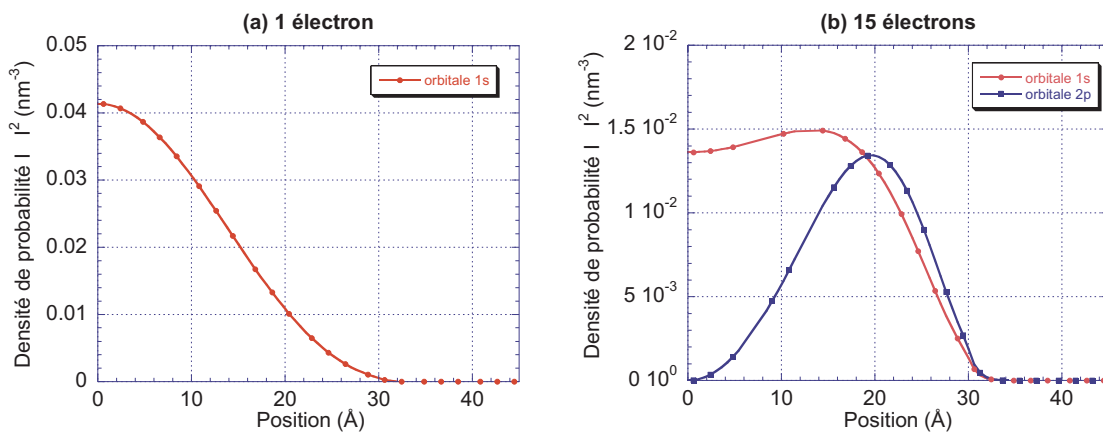 (a) 1 électron
Densité de probabilité I I² (nm⁻³)
0.05
0.04
0.03
0.02
0.01
0
0 10 20 30 40
Position (Å)
orbitale 1s
(b) 15 électrons
Densité de probabilité I I² (nm⁻³)
2 10⁻²
1.5 10⁻²
1 10⁻²
5 10⁻³
0 10⁰
0 10 20 30 40
Position (Å)
orbitale 1s
orbitale 2p